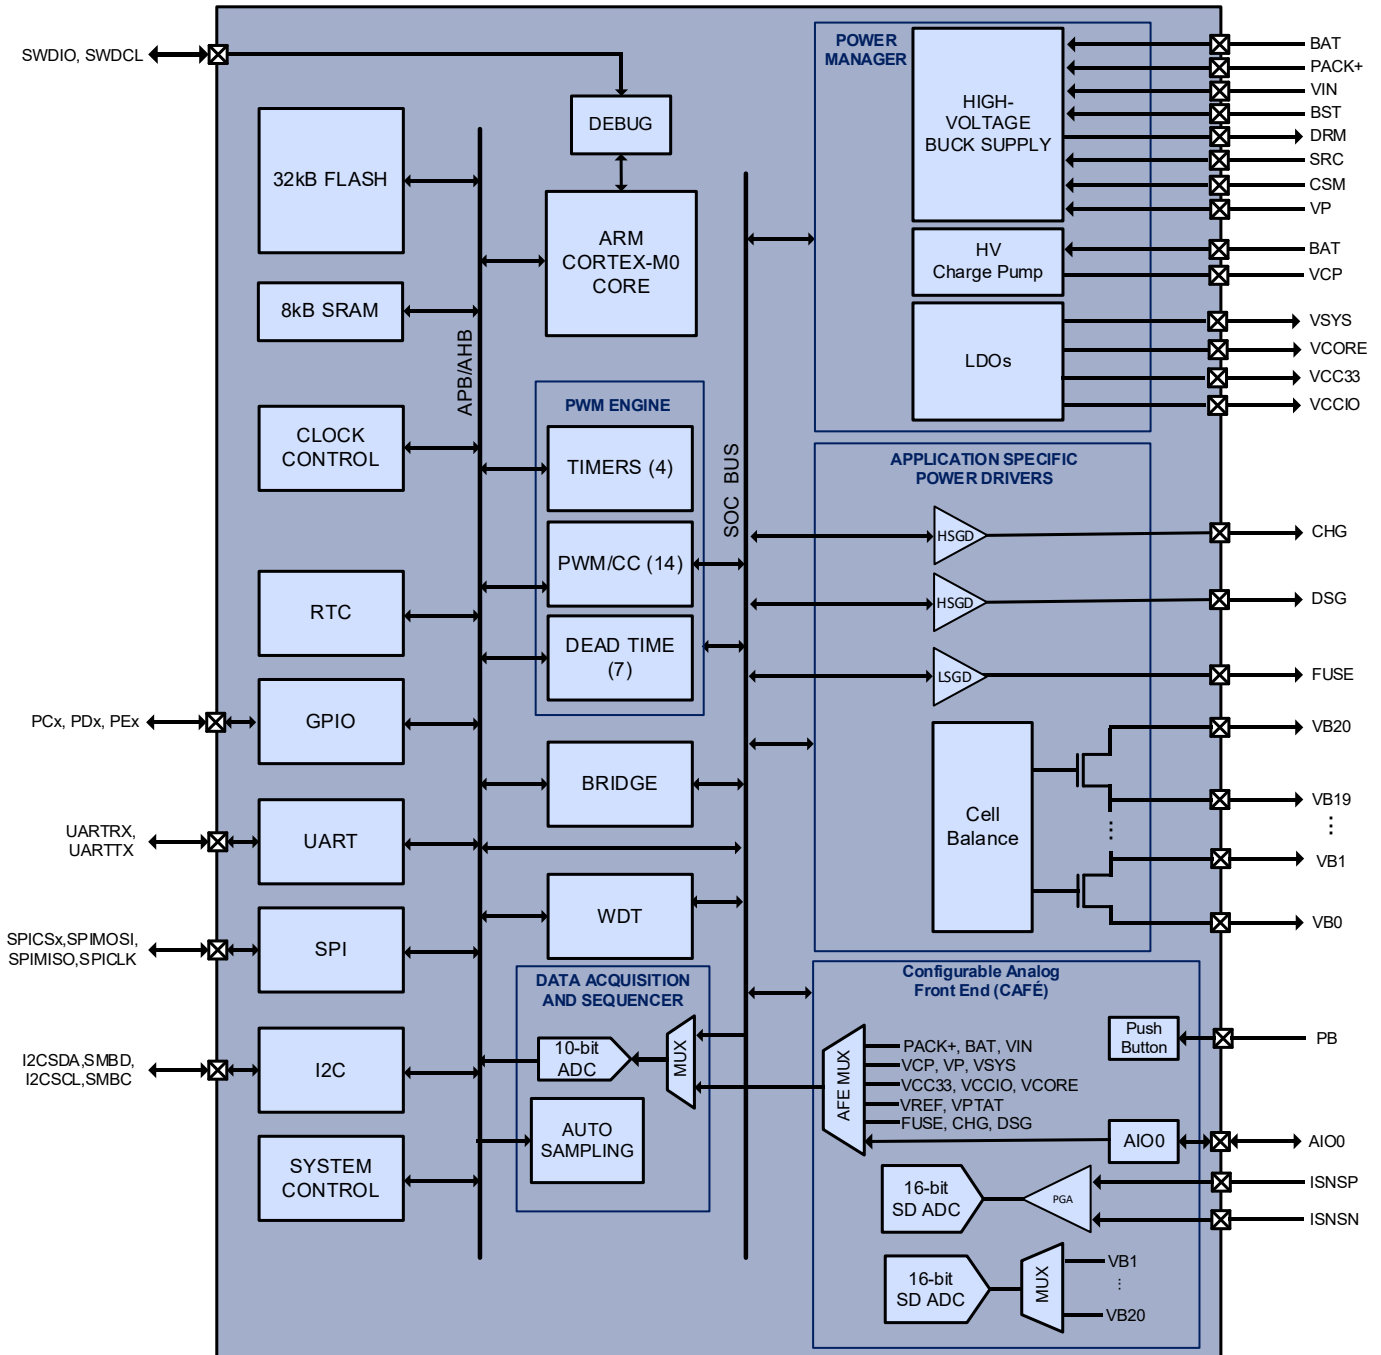 SWDIO, SWDCL
DEBUG
32kB FLASH
ARM
CORTEX-M0
CORE
8kB SRAM
APB/AHB
CLOCK
CONTROL
PWM ENGINE
TIMERS (4)
PWM/CC (14)
DEAD TIME
(7)
SOC BUS
RTC
PCx, PDx, PEx
GPIO
BRIDGE
UARTRX,
UARTTX
UART
WDT
SPICSx,SPIMOSI,
SPIMISO,SPICLK
SPI
DATA ACQUISITION
AND SEQUENCER
10-bit
ADC
MUX
I2CSDA,SMBD,
I2CSCL,SMBC
I2C
AUTO
SAMPLING
SYSTEM
CONTROL
POWER
MANAGER
HIGH-
VOLTAGE
BUCK SUPPLY
BAT
PACK+
VIN
BST
DRM
SRC
CSM
VP
HV
Charge Pump
BAT
VCP
LDOs
VSYS
VCORE
VCC33
VCCIO
APPLICATION SPECIFIC
POWER DRIVERS
HSGD
CHG
HSGD
DSG
LSGD
FUSE
Cell
Balance
VB20
VB19
⋮
VB1
VB0
Configurable Analog
Front End (CAFÉ)
Push
Button
PB
AFE MUX
PACK+, BAT, VIN
VCP, VP, VSYS
VCC33, VCCIO, VCORE
VREF, VPTAT
FUSE, CHG, DSG
AIO0
AIO0
16-bit
SD ADC
PGA
ISNSP
ISNSN
16-bit
SD ADC
MUX
VB1
⋮
VB20